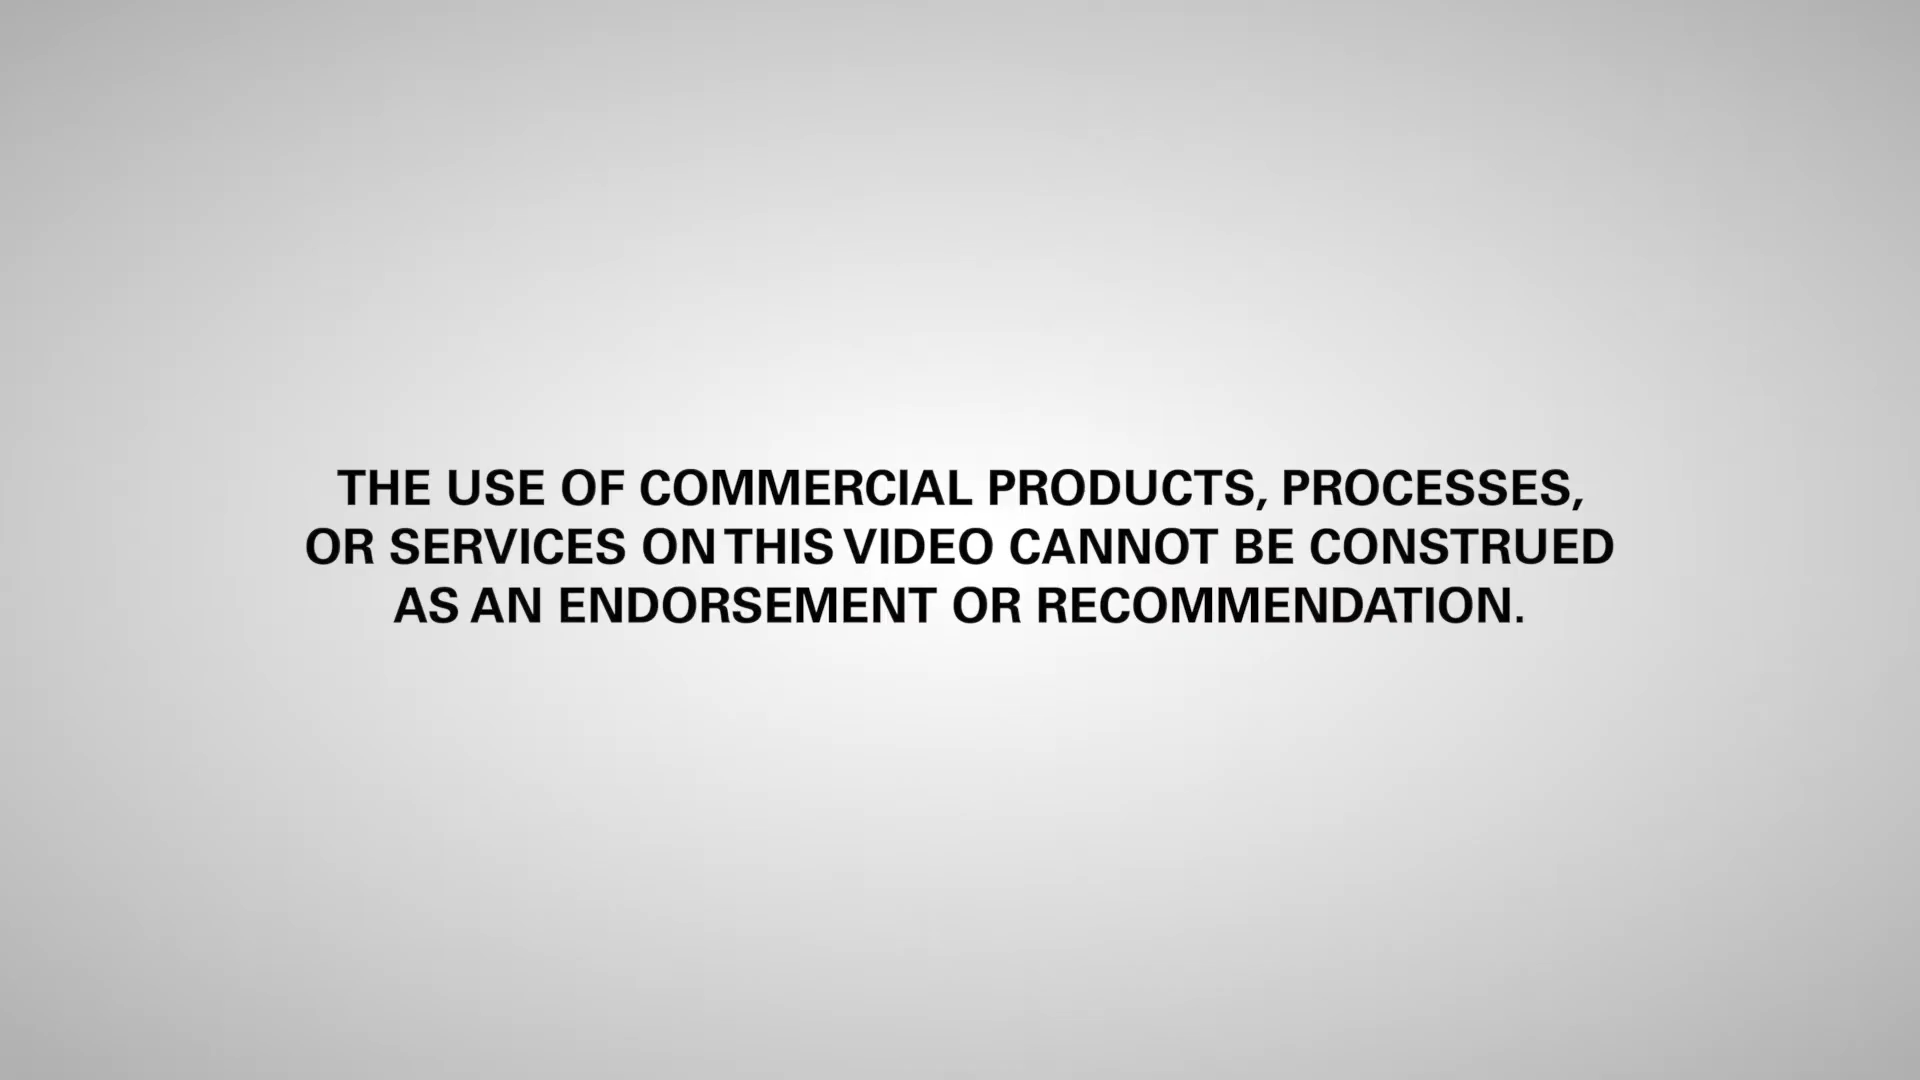 THE USE OF COMMERCIAL PRODUCTS, PROCESSES,
OR SERVICES ON THIS VIDEO CANNOT BE CONSTRUED
AS AN ENDORSEMENT OR RECOMMENDATION.